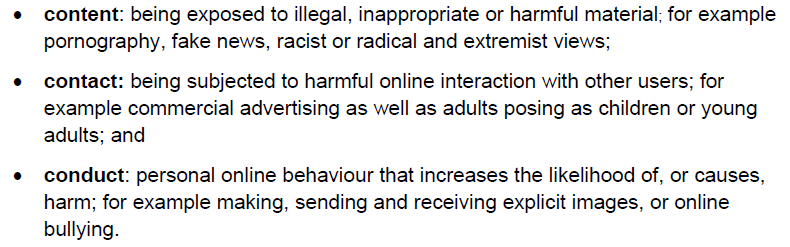 • content: being exposed to illegal, inappropriate or harmful material; for example
pornography, fake news, racist or radical and extremist views;
• contact: being subjected to harmful online interaction with other users; for
example commercial advertising as well as adults posing as children or young
adults; and
• conduct: personal online behaviour that increases the likelihood of, or causes,
harm; for example making, sending and receiving explicit images, or online
bullying.